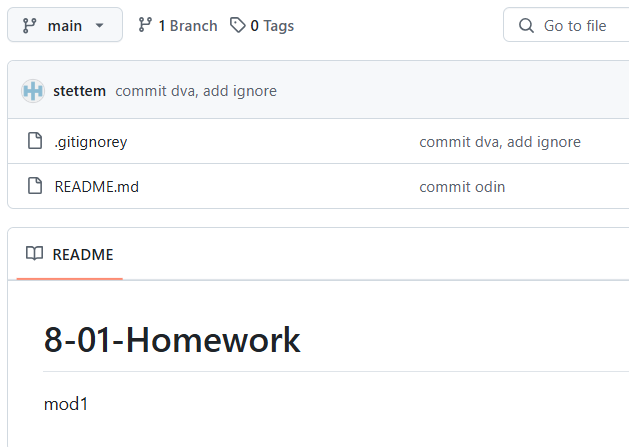 main 1 Branch 0 Tags Go to file
stettem commit dva, add ignore
.gitignorey commit dva, add ignore
README.md commit odin
README
8-01-Homework
mod1